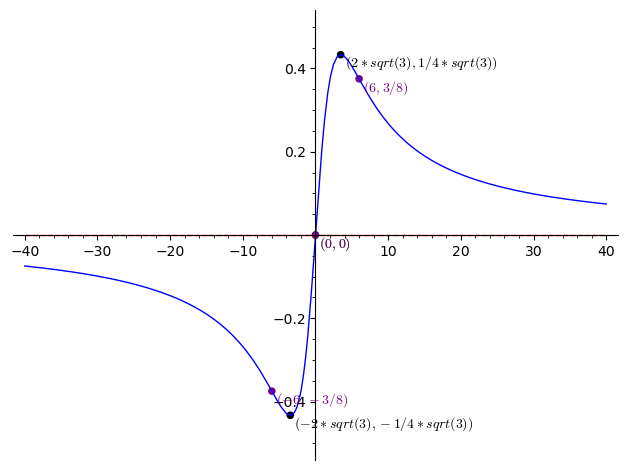 (2 ∗ sqrt(3), 1/4 ∗ sqrt(3))
0.4
(6, 3/8)
0.2
−40 −30 −20 −10 10 20 30 40
(0, 0)
−0.2
(−6, −3/8)
−0.4
(−2 ∗ sqrt(3), −1/4 ∗ sqrt(3))